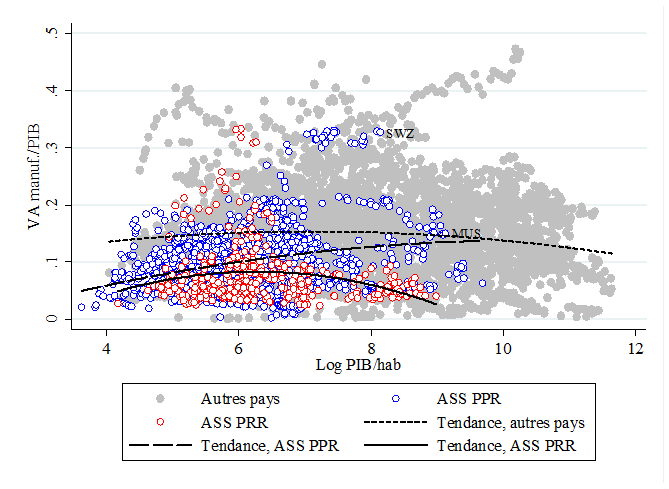 VA manuf./PIB
.5
.4
.3
.2
.1
0
SWZ
MUS
4 6 8 10 12
Log PIB/hab
Autres pays ASS PPR
ASS PRR Tendance, autres pays
Tendance, ASS PPR Tendance, ASS PRR